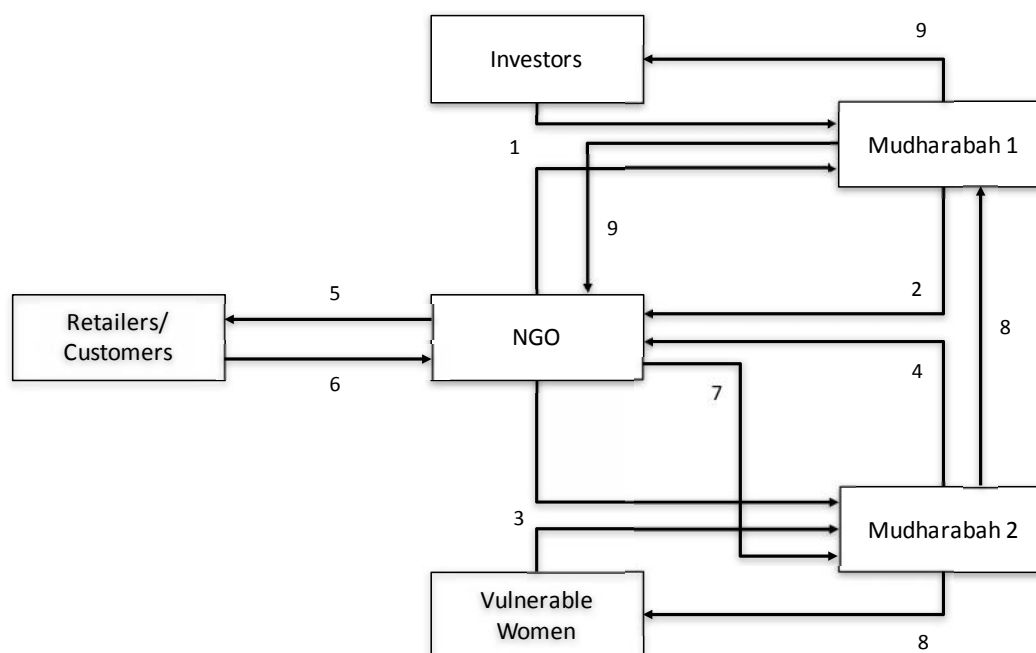 9
Investors
1
Mudharabah 1
9
2
5
8
Retailers/
Customers
NGO
6
7
4
3
Mudharabah 2
Vulnerable
Women
8